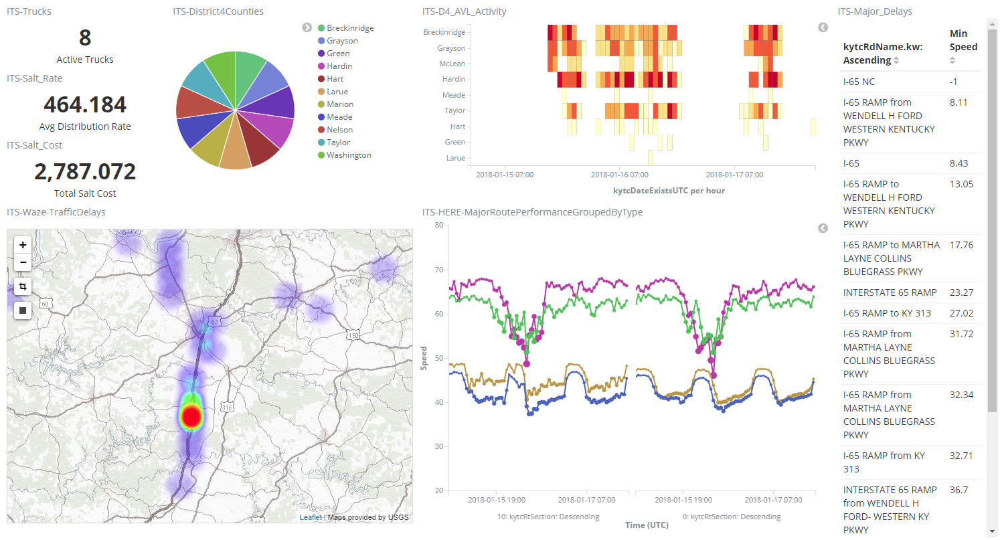 ITS-Trucks
8
Active Trucks
ITS-Salt_Rate
464.184
Avg Distribution Rate
ITS-Salt_Cost
2,787.072
Total Salt Cost
ITS-District4Counties
Breckinridge
Grayson
Green
Hardin
Hart
Larue
Marion
Meade
Nelson
Taylor
Washington
ITS-D4_AVL_Activity
Breckinridge
Grayson
McLean
Hardin
Meade
Taylor
Hart
Green
Larue
2018-01-15 07:00 2018-01-16 07:00 2018-01-17 07:00
kytcDateExistsUTC per hour
ITS-Waze-TrafficDelays
+
−
60
62
150
31E
Leaflet | Maps provided by USGS
ITS-HERE-MajorRoutePerformanceGroupedByType
80
70
60
50
40
30
20
Speed
2018-01-15 19:00 2018-01-17 07:00 2018-01-15 19:00 2018-01-17 07:00
10: kytcRtSection: Descending 0: kytcRtSection: Descending
Time (UTC)
ITS-Major_Delays
kytcRdName.kw: Ascending
Min Speed
I-65 NC -1
I-65 RAMP from 8.11
WENDELL H FORD
WESTERN KENTUCKY
PKWY
I-65 8.43
I-65 RAMP to 13.05
WENDELL H FORD
WESTERN KENTUCKY
PKWY
I-65 RAMP to MARTHA 17.76
LAYNE COLLINS
BLUEGRASS PKWY
INTERSTATE 65 RAMP 23.27
I-65 RAMP to KY 313 27.02
I-65 RAMP from 31.72
MARTHA LAYNE
COLLINS BLUEGRASS
PKWY
I-65 RAMP from 32.34
MARTHA LAYNE
COLLINS BLUEGRASS
PKWY
I-65 RAMP from KY 32.71
313
INTERSTATE 65 RAMP 36.7
from WENDELL H
FORD- WESTERN KY
PKWY